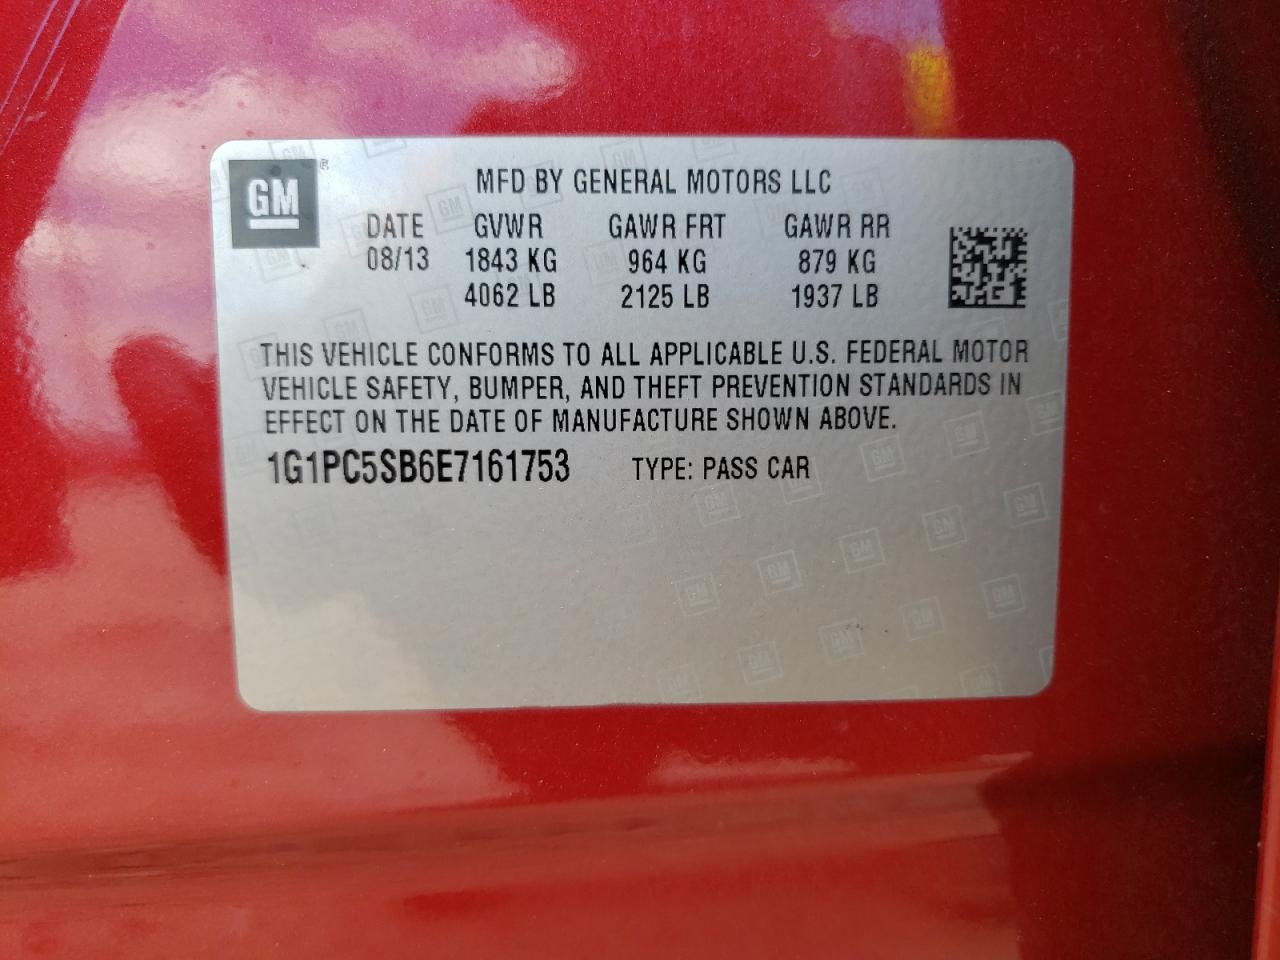 GM ®
MFD BY GENERAL MOTORS LLC
DATE GVWR GAWR FRT GAWR RR
08/13 1843 KG 964 KG 879 KG
4062 LB 2125 LB 1937 LB
THIS VEHICLE CONFORMS TO ALL APPLICABLE U.S. FEDERAL MOTOR
VEHICLE SAFETY, BUMPER, AND THEFT PREVENTION STANDARDS IN
EFFECT ON THE DATE OF MANUFACTURE SHOWN ABOVE.
1G1PC5SB6E7161753 TYPE: PASS CAR